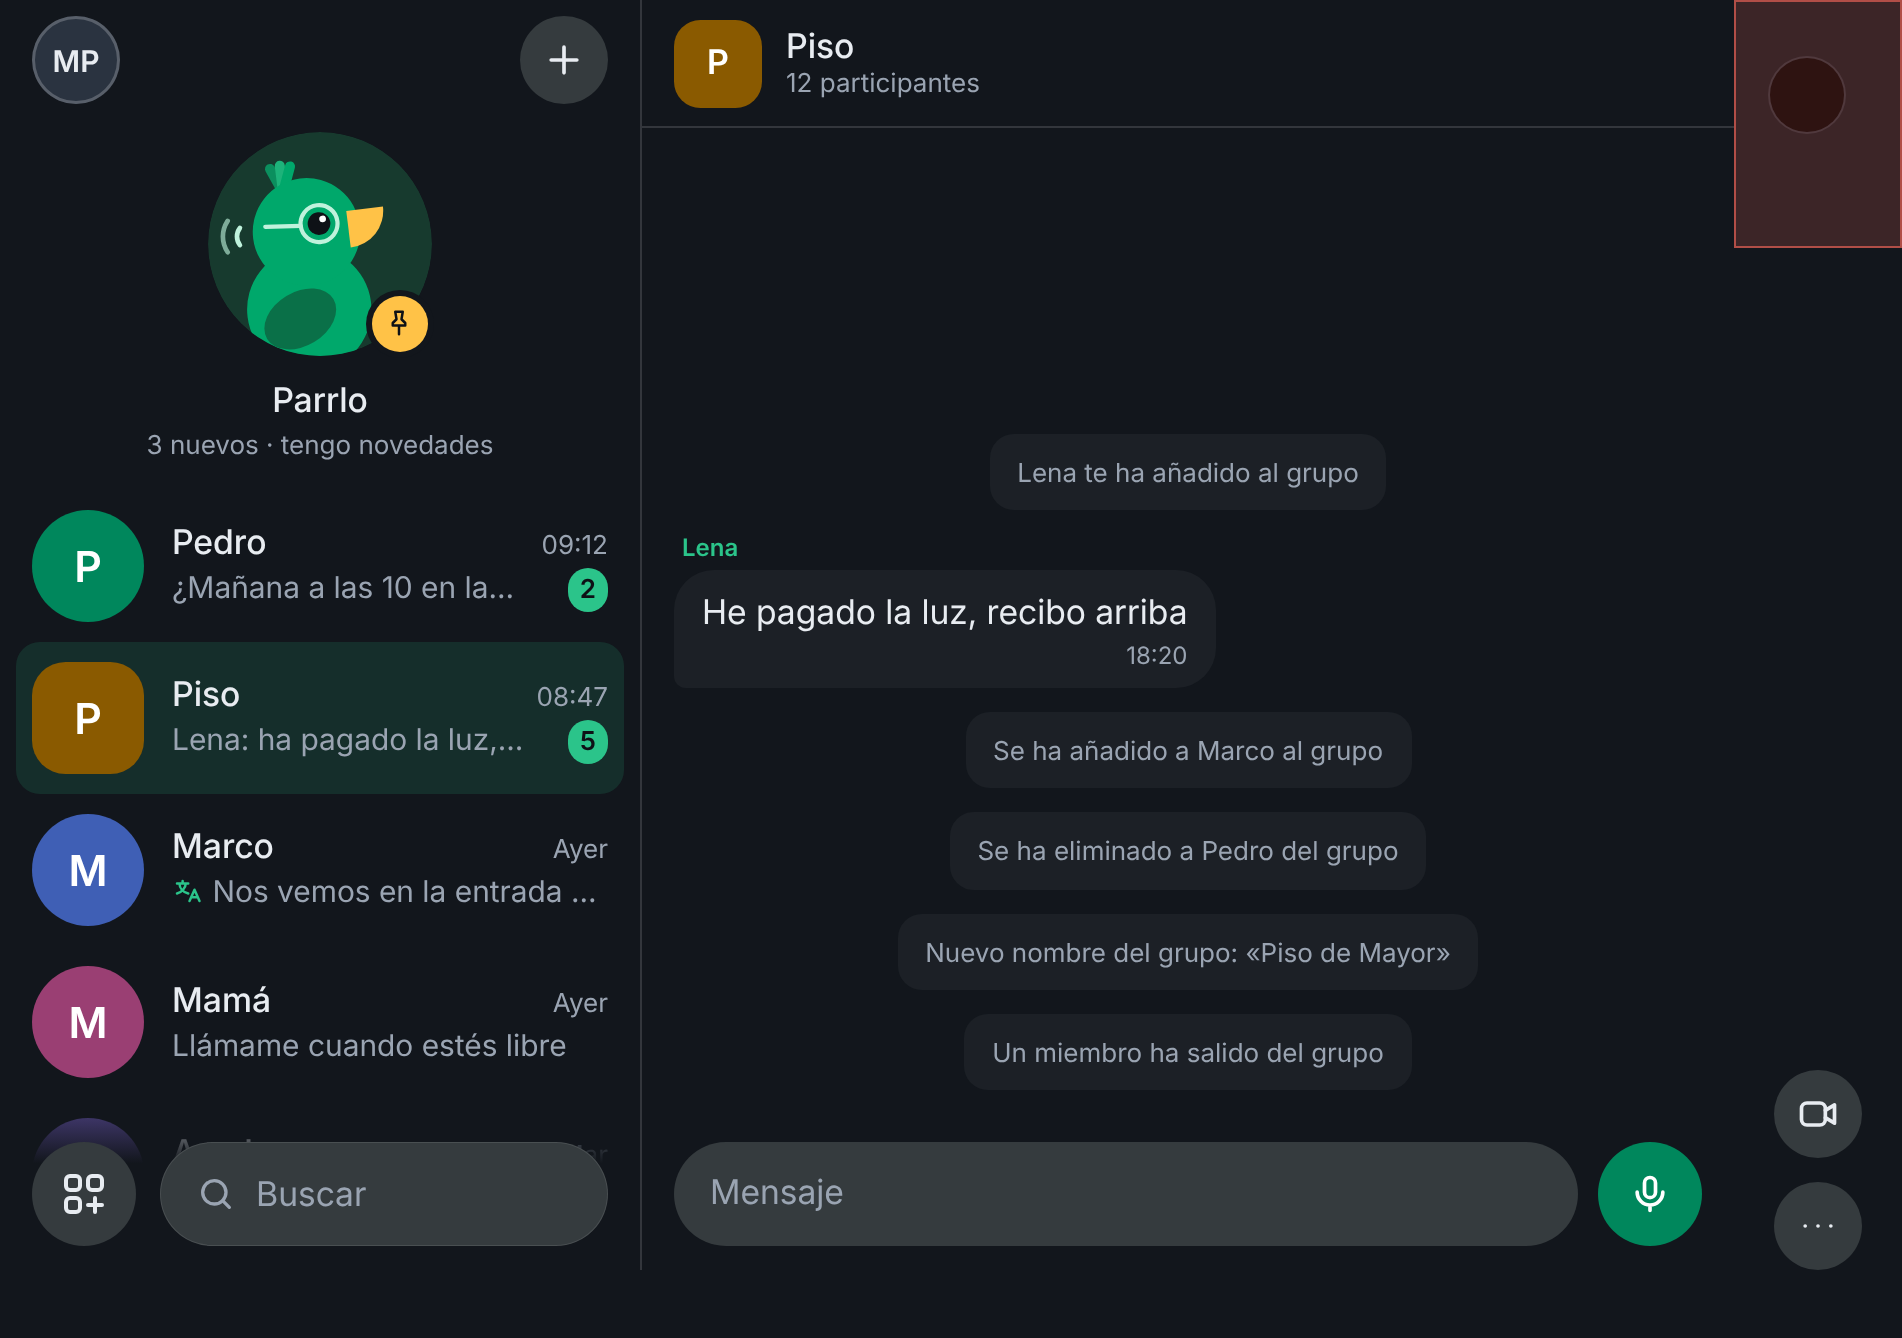 MP
Parrlo
3 nuevos · tengo novedades
P
Pedro
09:12
¿Mañana a las 10 en la...
2
P
Piso
08:47
Lena: ha pagado la luz,...
5
M
Marco
Ayer
Nos vemos en la entrada ...
M
Mamá
Ayer
Llámame cuando estés libre
Buscar
P
Piso
12 participantes
Lena te ha añadido al grupo
Lena
He pagado la luz, recibo arriba
18:20
Se ha añadido a Marco al grupo
Se ha eliminado a Pedro del grupo
Nuevo nombre del grupo: «Piso de Mayor»
Un miembro ha salido del grupo
Mensaje